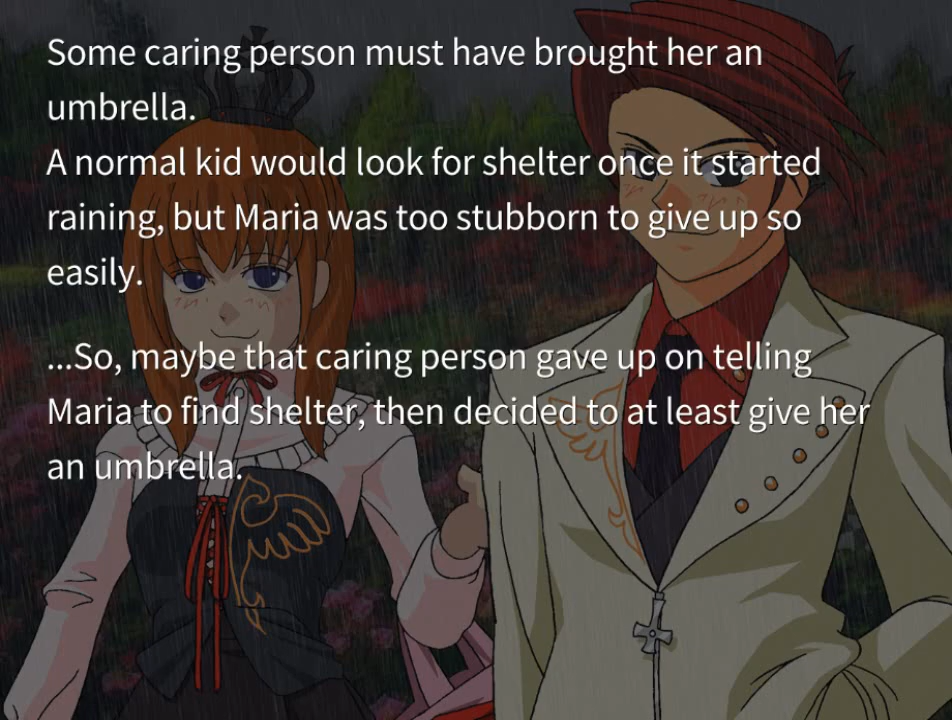 Some caring person must have brought her an
umbrella.
A normal kid would look for shelter once it started
raining, but Maria was too stubborn to give up so
easily.
...So, maybe that caring person gave up on telling
Maria to find shelter, then decided to at least give her
an umbrella.